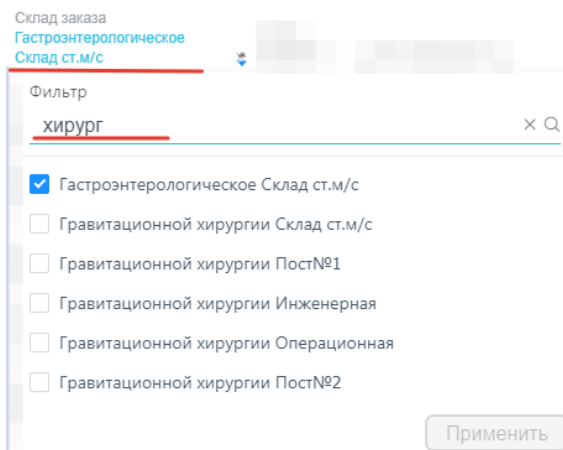 Склад заказа
Гастроэнтерологическое
Склад ст.м/с
Фильтр
хирург
Гастроэнтерологическое Склад ст.м/с
Гравитационной хирургии Склад ст.м/с
Гравитационной хирургии Пост№1
Гравитационной хирургии Инженерная
Гравитационной хирургии Операционная
Гравитационной хирургии Пост№2
Применить